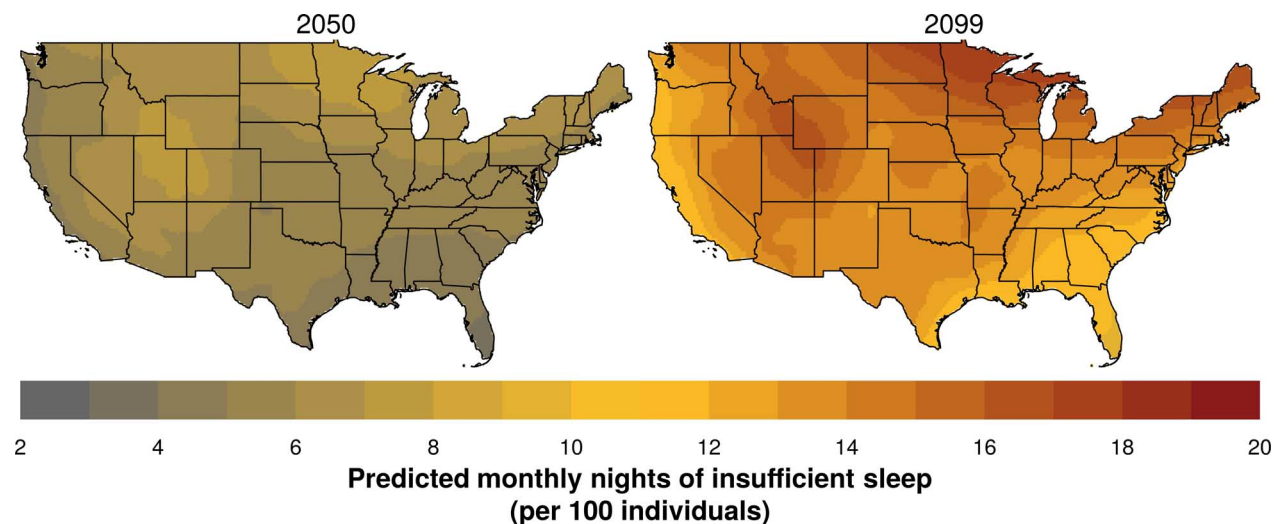 2050
2099
2 4 6 8 10 12 14 16 18 20
Predicted monthly nights of insufficient sleep
(per 100 individuals)